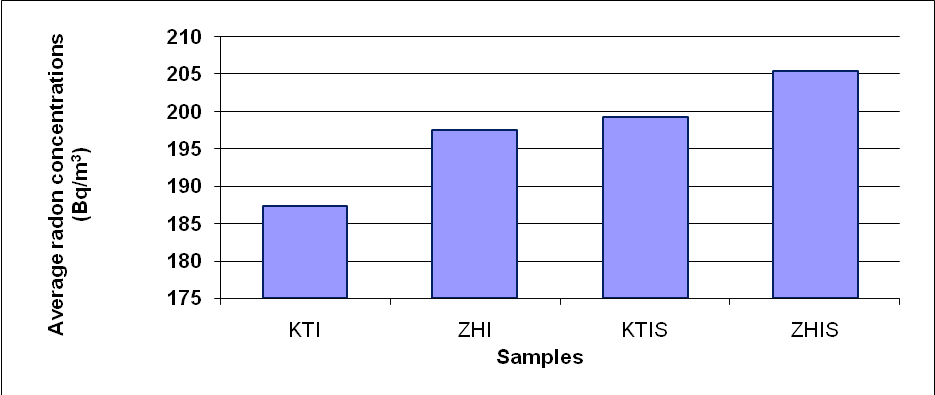 Average radon concentrations
(Bq/m³)
210
205
200
195
190
185
180
175
KTI ZHI KTIS ZHIS
Samples